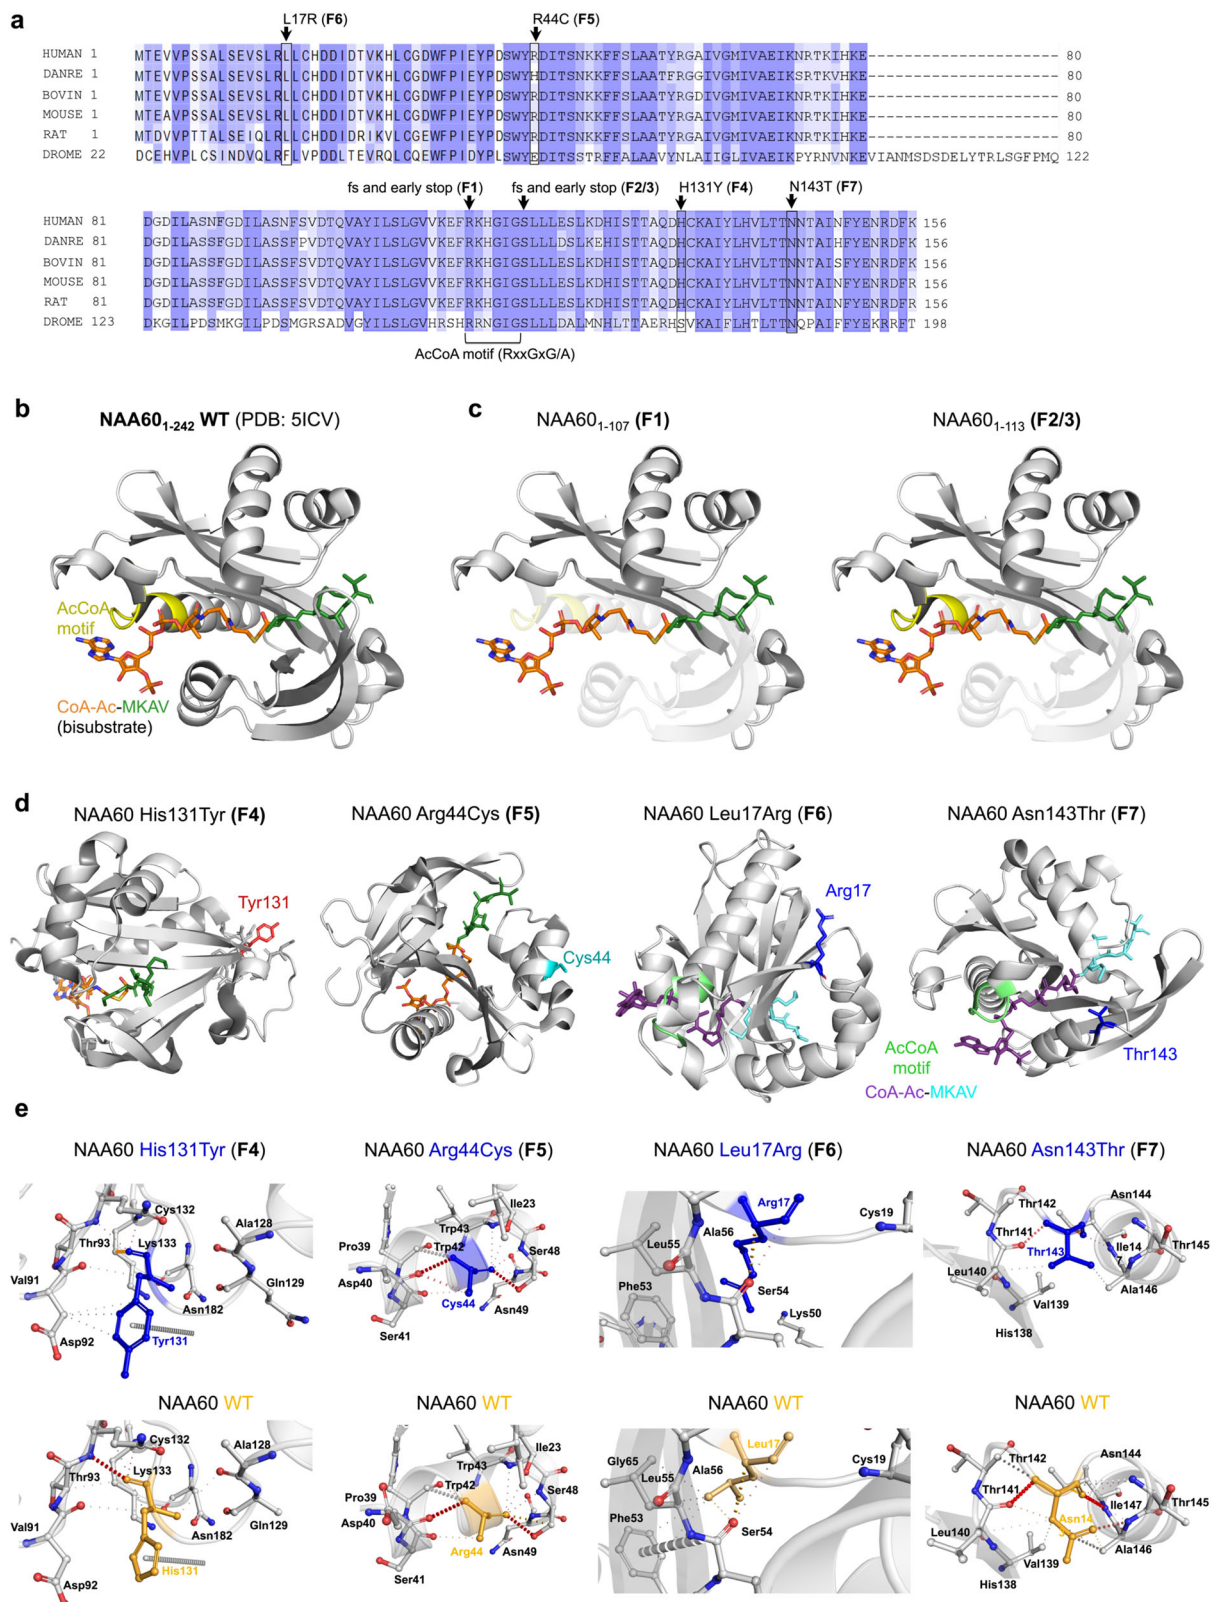 a
L17R (F6) R44C (F5)
HUMAN 1 MTEVVPSSALSEVSLRLLCHDDIDTVKHLCGDWFPIEYPDSWYRDITSNKKFFSLAATYRGAIVGMIVAEIKNRTKIHKE------------------- 80
DANRE 1 MTEVVPSSALSEVSLRLLCHDDIDTVKHLCGDWFPIEYPDSWYHDITSNKKFFSLAATFRGGIVGMIVAEIKSRTKVHKE------------------- 80
BOVIN 1 MTEVVPSSALSEVSLRLLCHDDIDTVKHLCGDWFPIEYPDSWYRDITSNKKFFSLAATYRGDIVGMIVAEIKNRTKIHKE------------------- 80
MOUSE 1 MTEAVPSSALSEVSLRLLCHDDIDTVKHLCGDWFPIEYPDSWYRDITSNKKFFSLAATYRGAIVGMIVAEIKNRTKIHKE------------------- 80
RAT 1 MTDVVPTTALSEIQLRLLCHDDIDRIKVLCGEWFPIEYPDSWYRDITSNKKFFSLAATYRGAIVGMIVAEIKNRTKIHKE------------------- 80
DROME 22 DCEHVPLCSINDVQLRFLVPDDLTEVRQLCQEWFPIDYPLSWYEDITSSTRFFALAAVYNLAIIGLIVAEIKPYRNVNKEVIANMSDSDELYTRLSGFPMQ 122
fs and early stop (F1) fs and early stop (F2/3) H131Y (F4) N143T (F7)
HUMAN 81 DGDILASNFGDILASNFSVDTQVAYILSLGVVKEFRKHGIGSLLLESLKDHISTTAQDHCKAIYLHVLTTNNTAINFYENRDFK 156
DANRE 81 DGDILASSFGDILASSFPVDTQVAYILSLGVVKEFRKHGIGSLLLDSLKEHISTTAQDHCKAIYLHVLTTNNTAIHFYENRDFK 156
BOVIN 81 DGDILASSFGDILASSFSVDTQVAYILSLGVVKEFRKHGIGSLLLESLKDHISTTAQDHCKAIYLHVLTTNNTAINFYENRDFK 156
MOUSE 81 DGDILASSFGDILASSFSVDTQVAYILSLGVVKEFRKHGIGSLLLESLKDHISTTAQDHCKAIYLHVLTTNNTAINFYENRDFR 156
RAT 81 DGDILASSFGDILASSFSVDTQVAYILSLGVVKEFRKHGIGSLLLESLKDHISTTAQDHCKAIYLHVLTTNNTAINFYENRDFR 156
DROME 123 DKGILPDSMKGILPDSMGRSADVGYILSLGVHRSHRRNGIGSLLLDALMNHLTTAERHSVKAIFLHTLTTNQPAIFFYEKRRFT 198
AcCoA motif (RxxGxG/A)
b c
NAA60₁₋₂₄₂ WT (PDB: 5ICV) NAA60₁₋₁₀₇ (F1) NAA60₁₋₁₁₃ (F2/3)
AcCoA
motif
CoA-Ac-MKAV
(bisubstrate)
d
NAA60 His131Tyr (F4) NAA60 Arg44Cys (F5) NAA60 Leu17Arg (F6) NAA60 Asn143Thr (F7)
Tyr131
Cys44
Arg17
Thr143
AcCoA
motif
CoA-Ac-MKAV
e
NAA60 His131Tyr (F4) NAA60 Arg44Cys (F5) NAA60 Leu17Arg (F6) NAA60 Asn143Thr (F7)
Cys132
Ala128
Thr93
Lys133
Val91
Gln129
Asn182
Asp92
Tyr131
Ile23
Trp43
Pro39
Trp42
Ser48
Asp40
Cys44
Asn49
Ser41
Arg17
Cys19
Ala56
Leu55
Phe53
Ser54
Lys50
Thr142
Asn144
Thr141
Thr143
Ile14
7
Thr145
Leu140
Ala146
Val139
His138
NAA60 WT NAA60 WT NAA60 WT NAA60 WT
Cys132
Ala128
Thr93
Lys133
Val91
Gln129
Asn182
Asp92
His131
Ile23
Trp43
Trp42
Ser48
Pro39
Asp40
Arg44
Asn49
Ser41
Leu17
Cys19
Gly65
Leu55
Ala56
Phe53
Ser54
Thr142
Asn144
Thr141
Ile147
Thr145
Asn14
Leu140
Ala146
Val139
His138